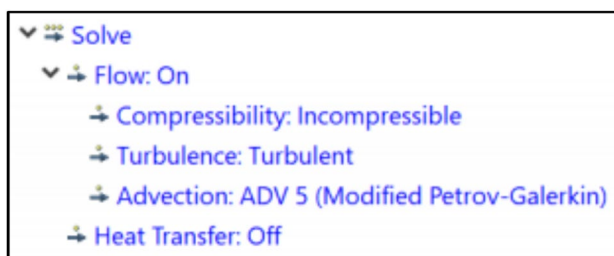 Solve
Flow: On
Compressibility: Incompressible
Turbulence: Turbulent
Advection: ADV 5 (Modified Petrov-Galerkin)
Heat Transfer: Off